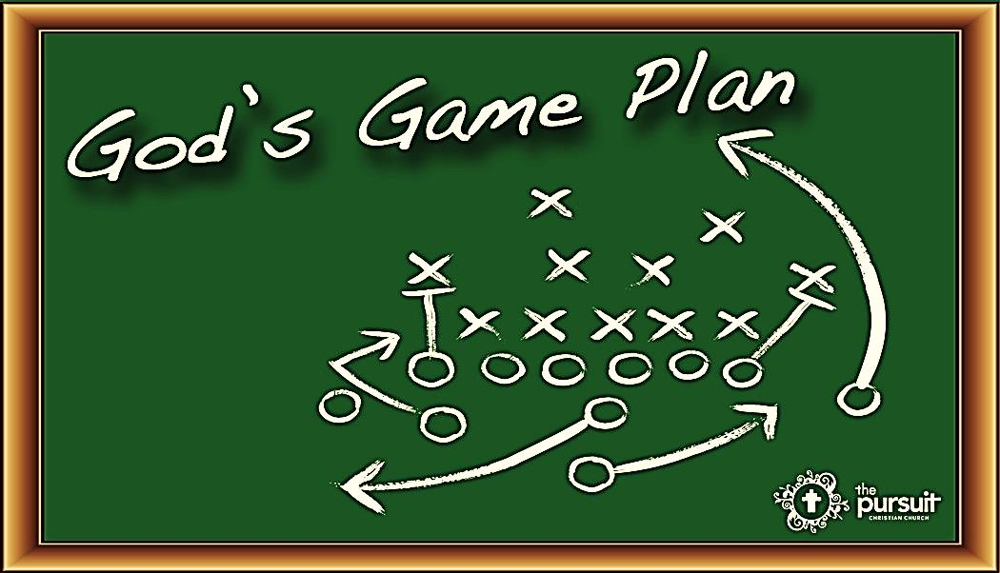 God's Game Plan
the
pursuit
CHRISTIAN CHURCH